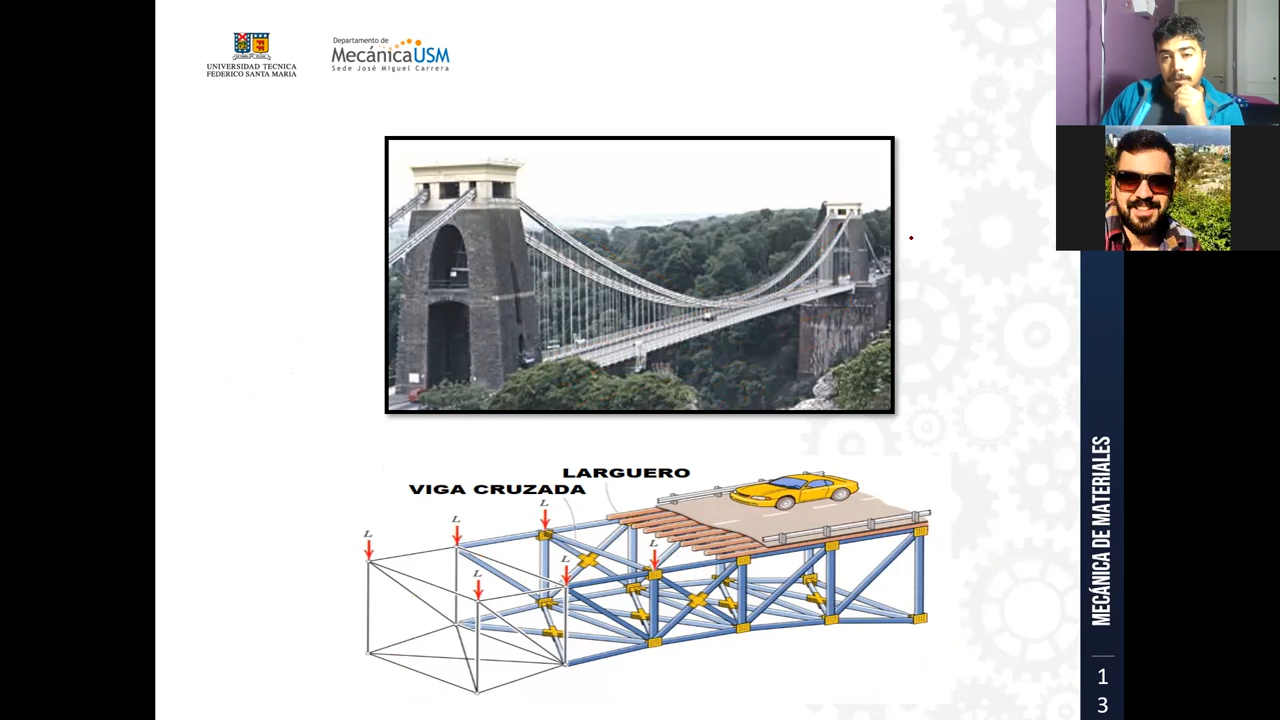 UNIVERSIDAD TECNICA
FEDERICO SANTA MARIA
Departamento de
MecánicaUSM
Sede José Miguel Carrera
LARGUERO
VIGA CRUZADA
L
L
L
L
L
L
MECÁNICA DE MATERIALES
1
3